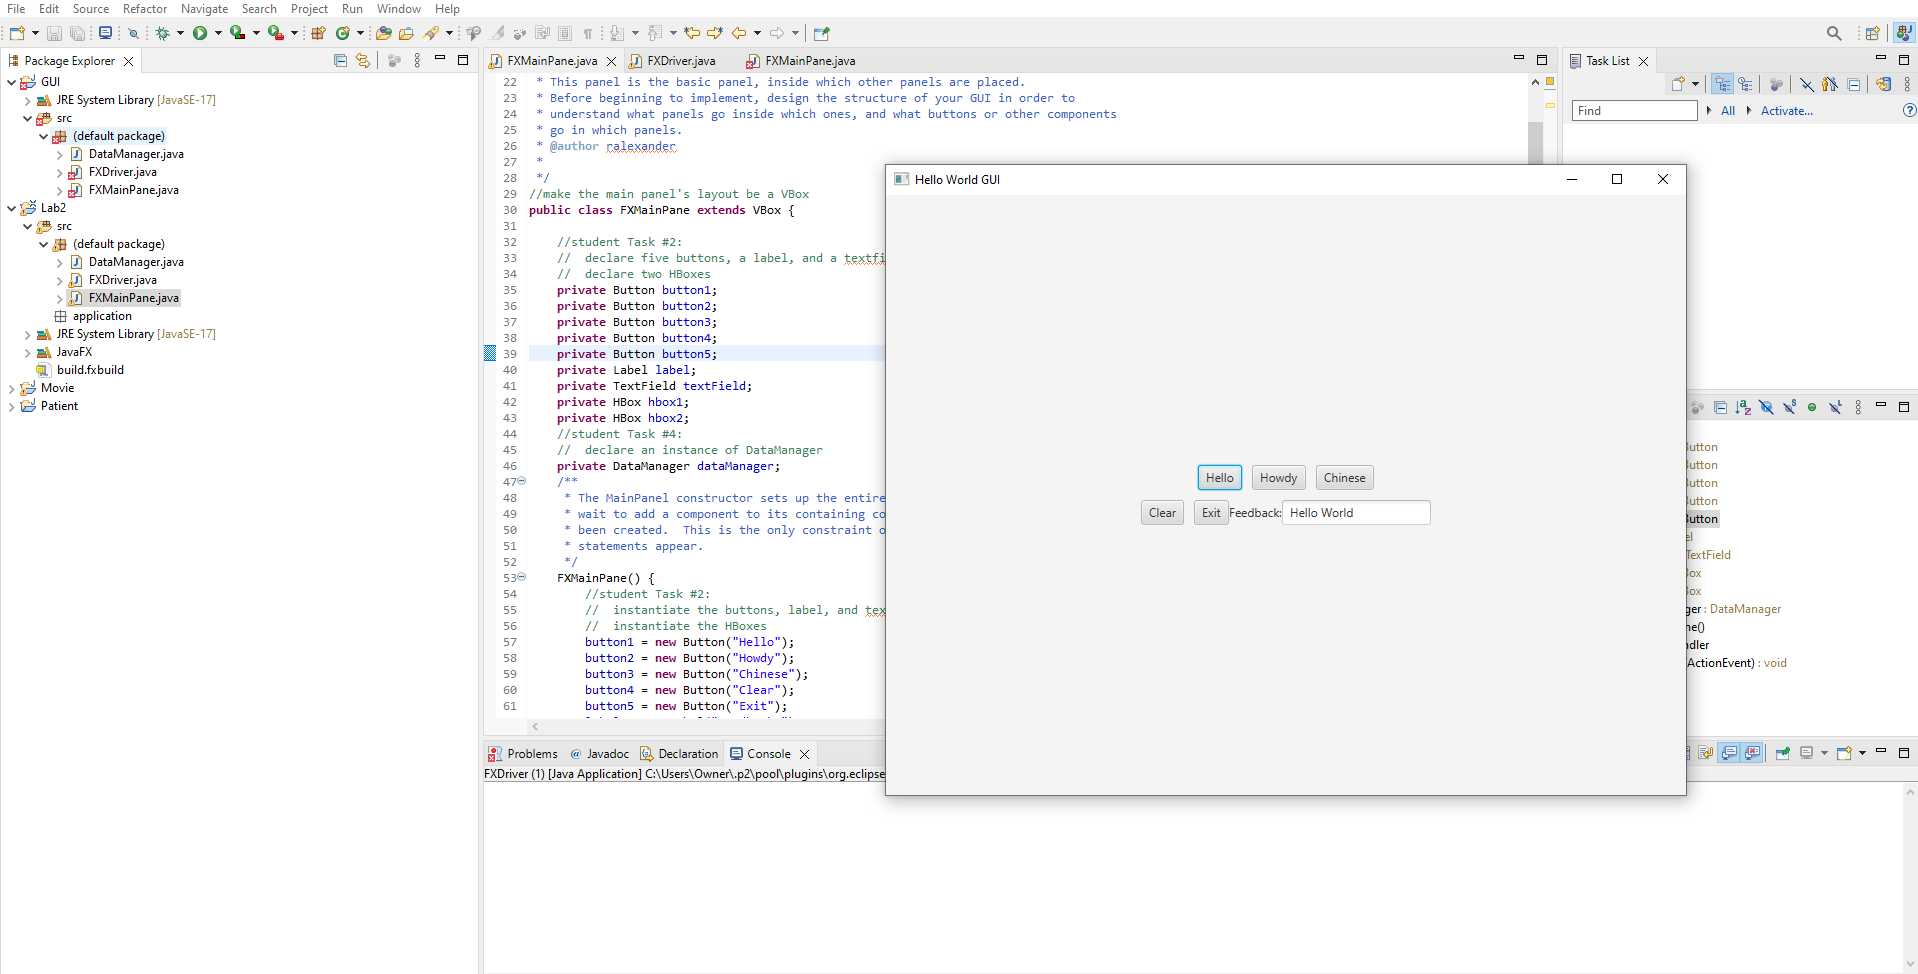 File Edit Source Refactor Navigate Search Project Run Window Help
Package Explorer
GUI
JRE System Library [JavaSE-17]
src
(default package)
DataManager.java
FXDriver.java
FXMainPane.java
Lab2
src
(default package)
DataManager.java
FXDriver.java
FXMainPane.java
application
JRE System Library [JavaSE-17]
JavaFX
build.fxbuild
Movie
Patient
FXMainPane.java FXDriver.java FXMainPane.java
22 * This panel is the basic panel, inside which other panels are placed.
23 * Before beginning to implement, design the structure of your GUI in order to
24 * understand what panels go inside which ones, and what buttons or other components
25 * go in which panels.
26 * @author ralexander
27 *
28 */
29 //make the main panel's layout be a VBox
30 public class FXMainPane extends VBox {
31
32 //student Task #2:
33 // declare five buttons, a label, and a textfi
34 // declare two HBoxes
35 private Button button1;
36 private Button button2;
37 private Button button3;
38 private Button button4;
39 private Button button5;
40 private Label label;
41 private TextField textField;
42 private HBox hbox1;
43 private HBox hbox2;
44 //student Task #4:
45 // declare an instance of DataManager
46 private DataManager dataManager;
47 /**
48 * The MainPanel constructor sets up the entire
49 * wait to add a component to its containing co
50 * been created. This is the only constraint o
51 * statements appear.
52 */
53 FXMainPane() {
54 //student Task #2:
55 // instantiate the buttons, label, and tex
56 // instantiate the HBoxes
57 button1 = new Button("Hello");
58 button2 = new Button("Howdy");
59 button3 = new Button("Chinese");
60 button4 = new Button("Clear");
61 button5 = new Button("Exit");
Hello World GUI
Hello Howdy Chinese
Clear Exit Feedback: Hello World
Task List
Find All Activate...
Button
Button
Button
Button
Button
el
TextField
Box
Box
ger : DataManager
ne()
ndler
(ActionEvent) : void
Problems @ Javadoc Declaration Console
FXDriver (1) [Java Application] C:\Users\Owner\.p2\pool\plugins\org.eclipse